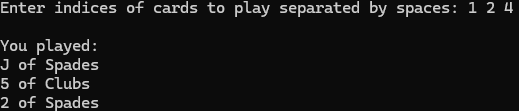 Enter indices of cards to play separated by spaces: 1 2 4
You played:
J of Spades
5 of Clubs
2 of Spades